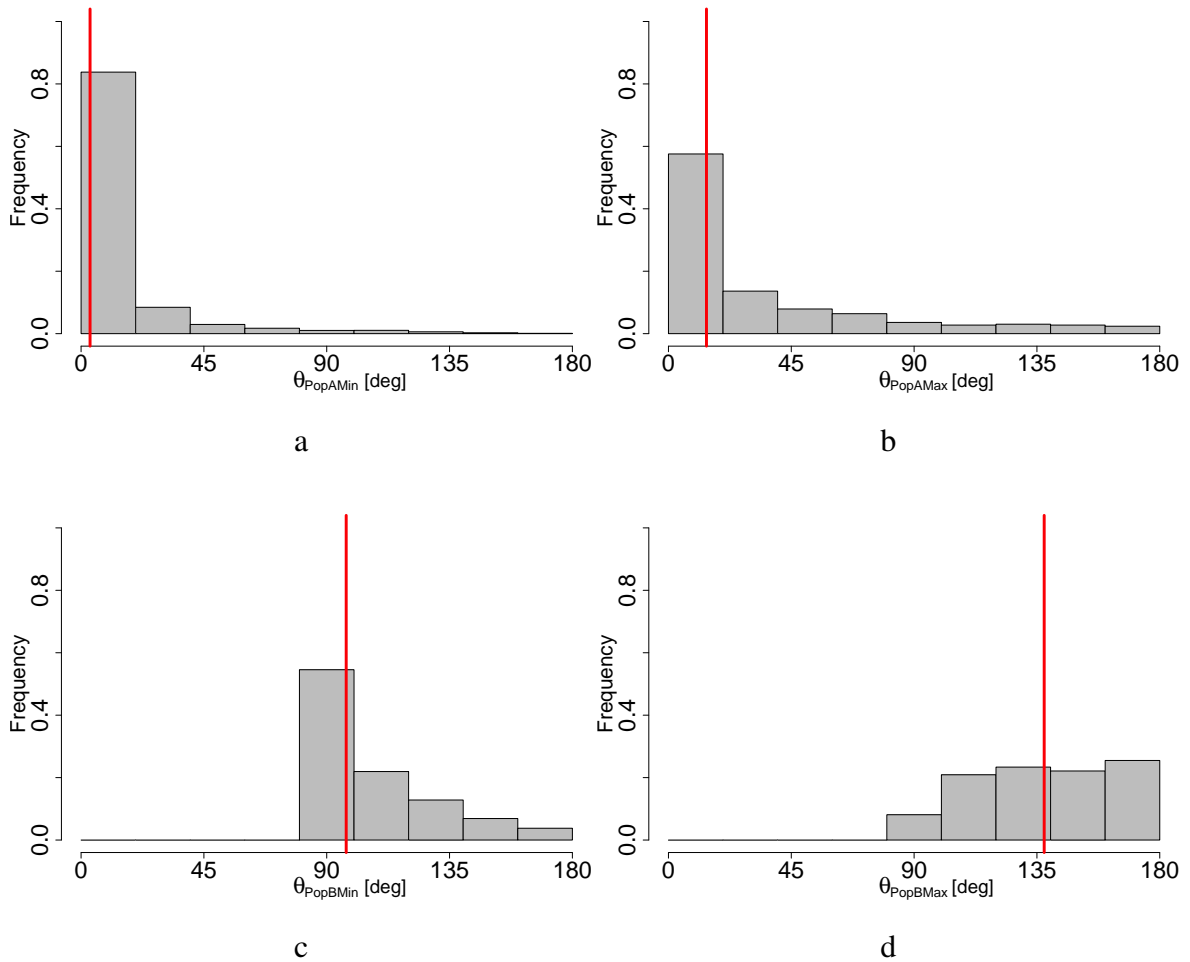 Frequency
0.0 0.4 0.8
0 45 90 135 180
θPopAMin [deg]
a
Frequency
0.0 0.4 0.8
0 45 90 135 180
θPopAMax [deg]
b
Frequency
0.0 0.4 0.8
0 45 90 135 180
θPopBMin [deg]
c
Frequency
0.0 0.4 0.8
0 45 90 135 180
θPopBMax [deg]
d